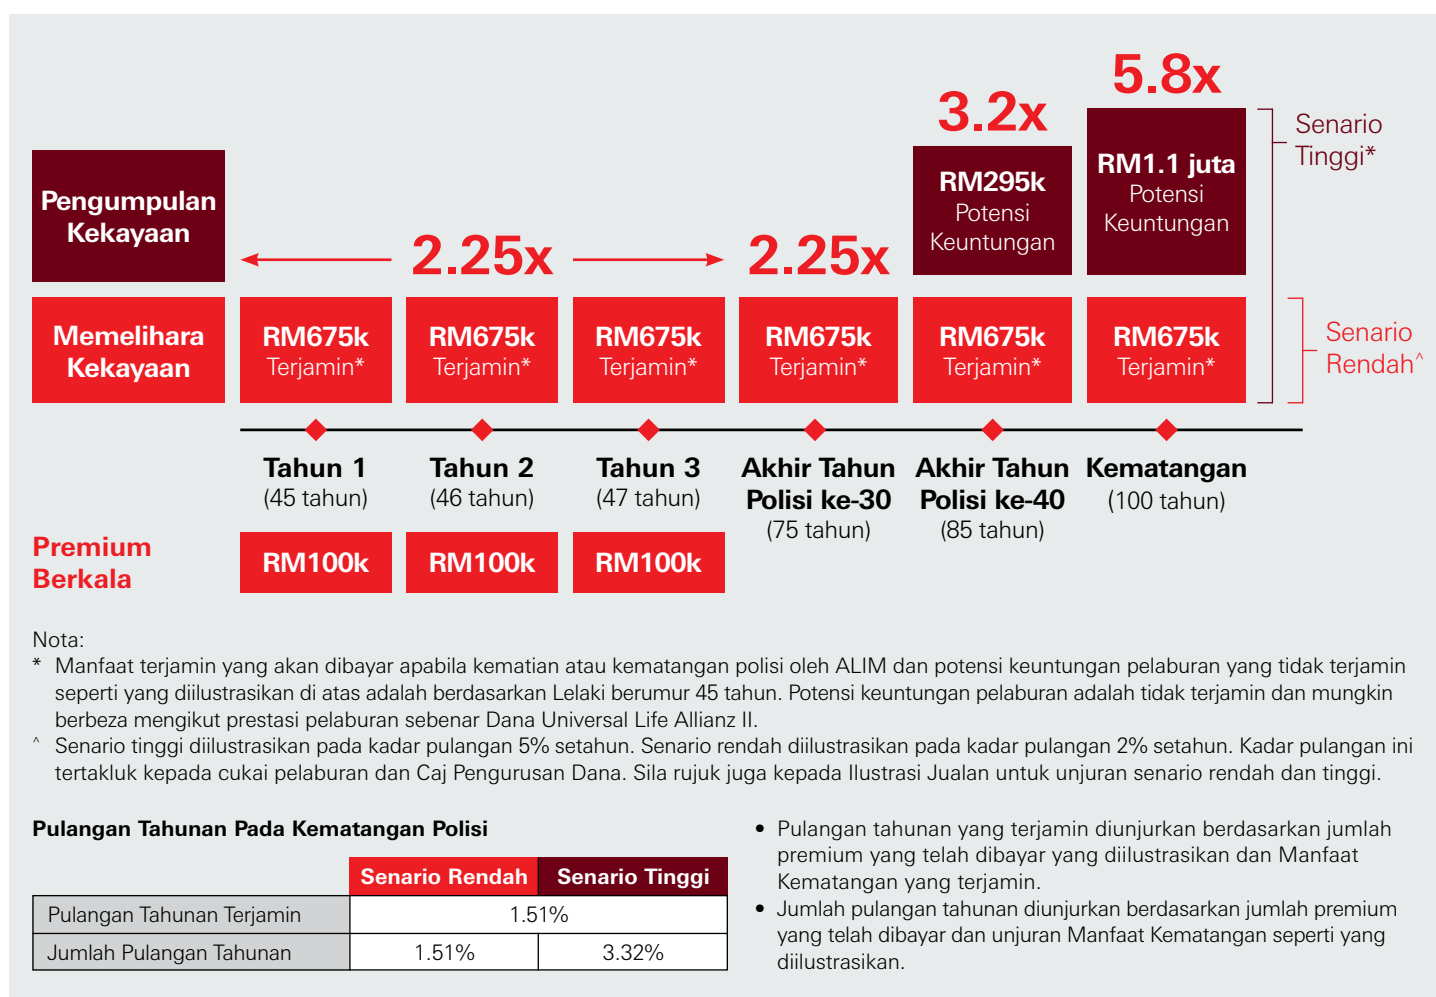 5.8x
3.2x
Senario
Tinggi*
Pengumpulan
Kekayaan
2.25x
2.25x
RM295k
Potensi
Keuntungan
RM1.1 juta
Potensi
Keuntungan
Memelihara
Kekayaan
RM675k
Terjamin*
RM675k
Terjamin*
RM675k
Terjamin*
RM675k
Terjamin*
RM675k
Terjamin*
RM675k
Terjamin*
Senario
Rendah^
Tahun 1
(45 tahun)
Tahun 2
(46 tahun)
Tahun 3
(47 tahun)
Akhir Tahun
Polisi ke-30
(75 tahun)
Akhir Tahun
Polisi ke-40
(85 tahun)
Kematangan
(100 tahun)
Premium
Berkala
RM100k
RM100k
RM100k
Nota:
* Manfaat terjamin yang akan dibayar apabila kematian atau kematangan polisi oleh ALIM dan potensi keuntungan pelaburan yang tidak terjamin
seperti yang diilustrasikan di atas adalah berdasarkan Lelaki berumur 45 tahun. Potensi keuntungan pelaburan adalah tidak terjamin dan mungkin
berbeza mengikut prestasi pelaburan sebenar Dana Universal Life Allianz II.
^ Senario tinggi diilustrasikan pada kadar pulangan 5% setahun. Senario rendah diilustrasikan pada kadar pulangan 2% setahun. Kadar pulangan ini
tertakluk kepada cukai pelaburan dan Caj Pengurusan Dana. Sila rujuk juga kepada Ilustrasi Jualan untuk unjuran senario rendah dan tinggi.
Pulangan Tahunan Pada Kematangan Polisi
Senario Rendah Senario Tinggi
Pulangan Tahunan Terjamin 1.51%
Jumlah Pulangan Tahunan 1.51% 3.32%
• Pulangan tahunan yang terjamin diunjurkan berdasarkan jumlah
premium yang telah dibayar yang diilustrasikan dan Manfaat
Kematangan yang terjamin.
• Jumlah pulangan tahunan diunjurkan berdasarkan jumlah premium
yang telah dibayar dan unjuran Manfaat Kematangan seperti yang
diilustrasikan.